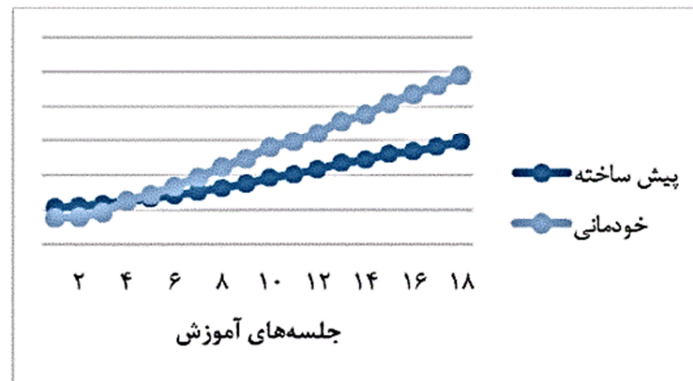 پیش ساخته
خودمانی
۲ ۴ ۶ ۸ ۱۰ ۱۲ ۱۴ ۱۶ ۱۸
جلسه‌های آموزش